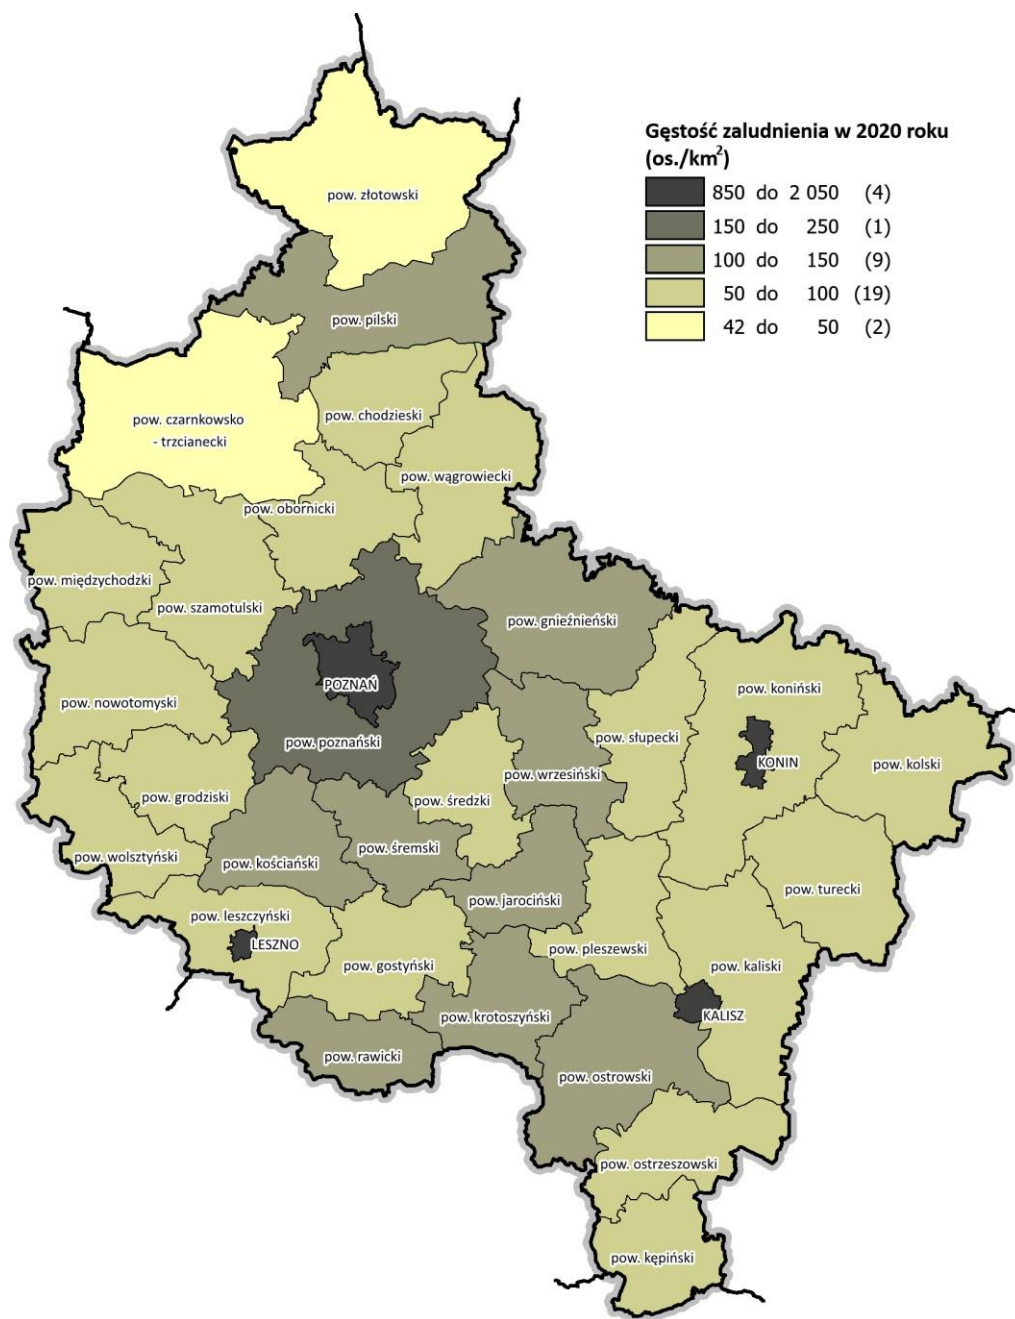 Gęstość zaludnienia w 2020 roku
(os./km²)
850 do 2 050 (4)
150 do 250 (1)
100 do 150 (9)
50 do 100 (19)
42 do 50 (2)
pow. złotowski
pow. pilski
pow. czarnkowsko
- trzcianecki
pow. chodzieski
pow. wągrowiecki
pow. obornicki
pow. międzychodzki
pow. szamotulski
pow. gnieźnieński
POZNAŃ
pow. koniński
pow. nowotomyski
pow. poznański
pow. słupecki
KONIN
pow. kolski
pow. wrzesiński
pow. grodziski
pow. średzki
pow. wolsztyński
pow. kościański
pow. śremski
pow. turecki
pow. jarociński
pow. leszczyński
LESZNO
pow. pleszewski
pow. gostyński
pow. kaliski
KALISZ
pow. krotoszyński
pow. rawicki
pow. ostrowski
pow. ostrzeszowski
pow. kępiński